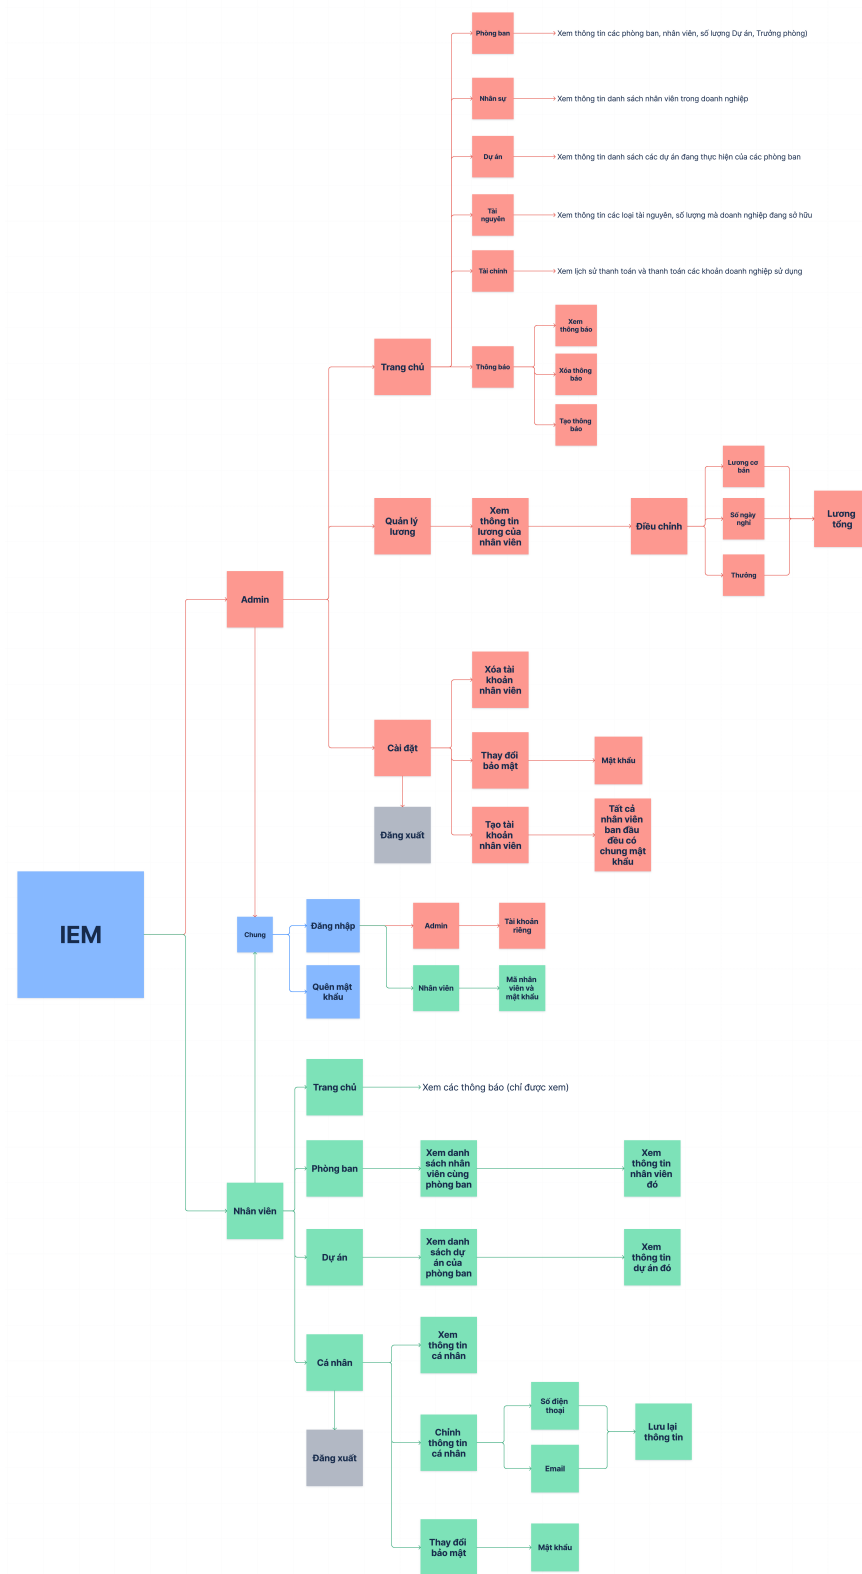 Phòng ban
Xem thông tin các phòng ban, nhân viên, số lượng Dự án, Trưởng phòng)
Nhân sự
Xem thông tin danh sách nhân viên trong doanh nghiệp
Dự án
Xem thông tin danh sách các dự án đang thực hiện của các phòng ban
Tài
nguyên
Xem thông tin các loại tài nguyên, số lượng mà doanh nghiệp đang sở hữu
Tài chính
Xem lịch sử thanh toán và thanh toán các khoản doanh nghiệp sử dụng
Trang chủ
Thông báo
Xem
thông báo
Xóa thông
báo
Tạo thông
báo
Quản lý
lương
Xem
thông tin
lương của
nhân viên
Điều chỉnh
Lương cơ
bản
Số ngày
nghỉ
Thưởng
Lương
tổng
Admin
Cài đặt
Xóa tài
khoản
nhân viên
Thay đổi
bảo mật
Mật khẩu
Tạo tài
khoản
nhân viên
Tất cả
nhân viên
ban đầu
đều có
chung mật
khẩu
Đăng xuất
IEM
Chung
Đăng nhập
Admin
Tài khoản
riêng
Nhân viên
Mã nhân
viên và
mật khẩu
Quên mật
khẩu
Nhân viên
Trang chủ
Xem các thông báo (chỉ được xem)
Phòng ban
Xem danh
sách nhân
viên cùng
phòng ban
Xem
thông tin
nhân viên
đó
Dự án
Xem danh
sách dự
án của
phòng ban
Xem
thông tin
dự án đó
Cá nhân
Xem
thông tin
cá nhân
Chỉnh
thông tin
cá nhân
Số điện
thoại
Email
Lưu lại
thông tin
Đăng xuất
Thay đổi
bảo mật
Mật khẩu